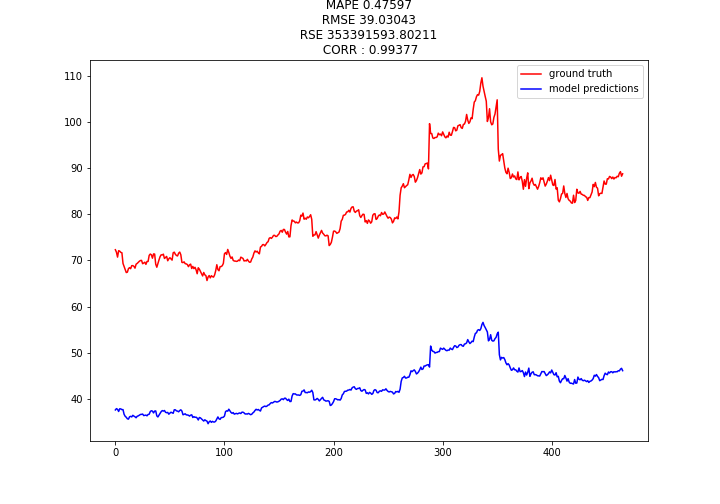 MAPE 0.47597
RMSE 39.03043
RSE 353391593.80211
CORR : 0.99377
ground truth
model predictions
110
100
90
80
70
60
50
40
0
100
200
300
400